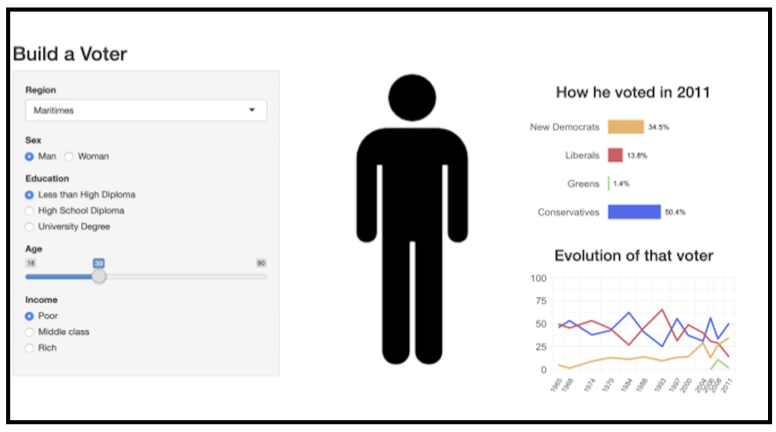 Build a Voter
Region
Maritimes
Sex
Man Woman
Education
Less than High Diploma
High School Diploma
University Degree
Age
18 39 90
Income
Poor
Middle class
Rich
How he voted in 2011
New Democrats 34.5%
Liberals 13.8%
Greens 1.4%
Conservatives 50.4%
Evolution of that voter
100
75
50
25
0
1965 1968 1974 1979 1984 1988 1993 1997 2000 2004 2006 2008 2011